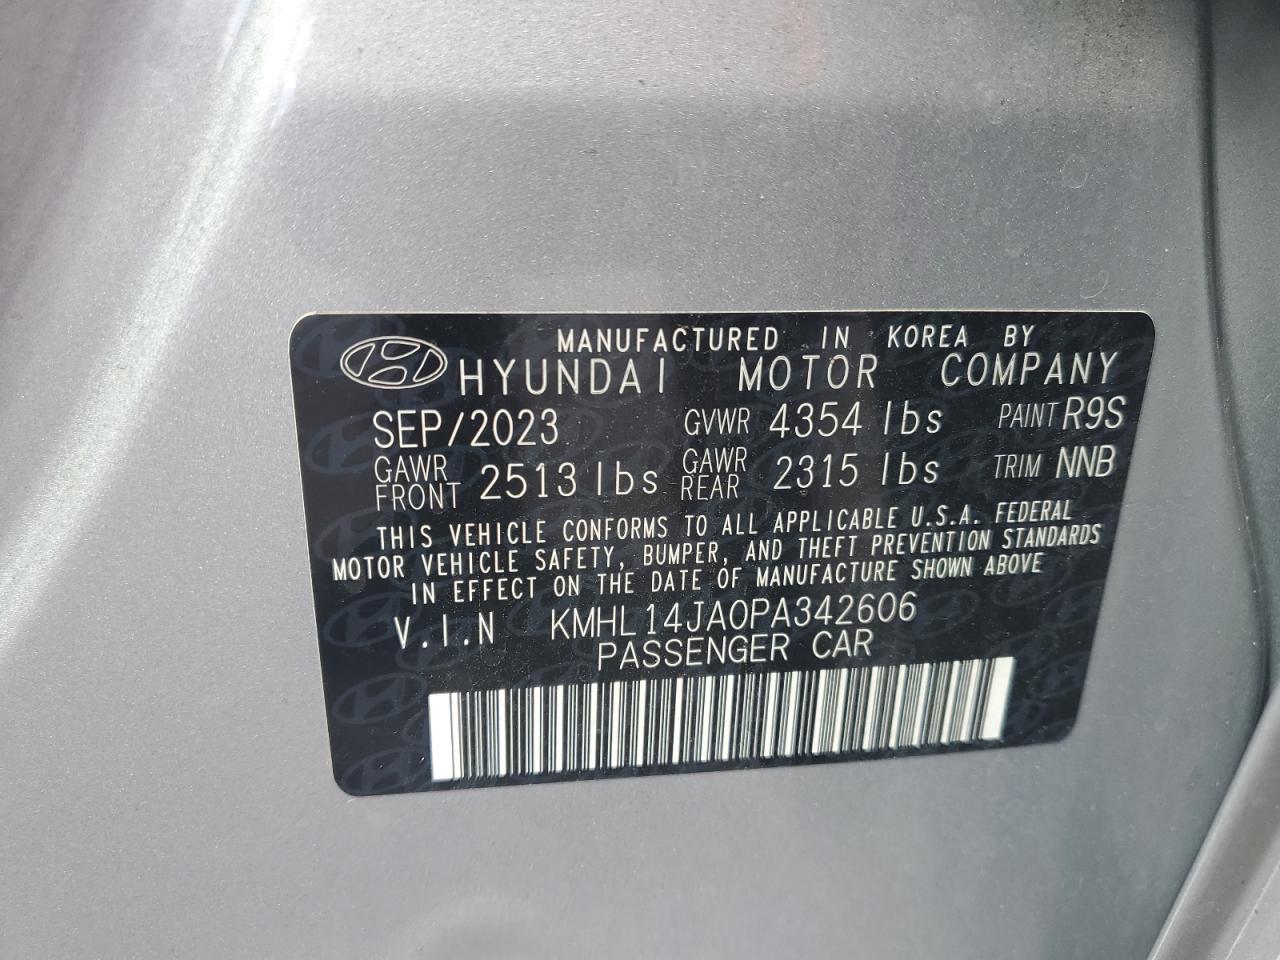 MANUFACTURED IN KOREA BY
HYUNDAI MOTOR COMPANY
SEP/2023 GVWR 4354 lbs PAINT R9S
GAWR FRONT 2513 lbs GAWR REAR 2315 lbs TRIM NNB
THIS VEHICLE CONFORMS TO ALL APPLICABLE U.S.A. FEDERAL
MOTOR VEHICLE SAFETY, BUMPER, AND THEFT PREVENTION STANDARDS
IN EFFECT ON THE DATE OF MANUFACTURE SHOWN ABOVE
V.I.N KMHL14JA0PA342606
PASSENGER CAR